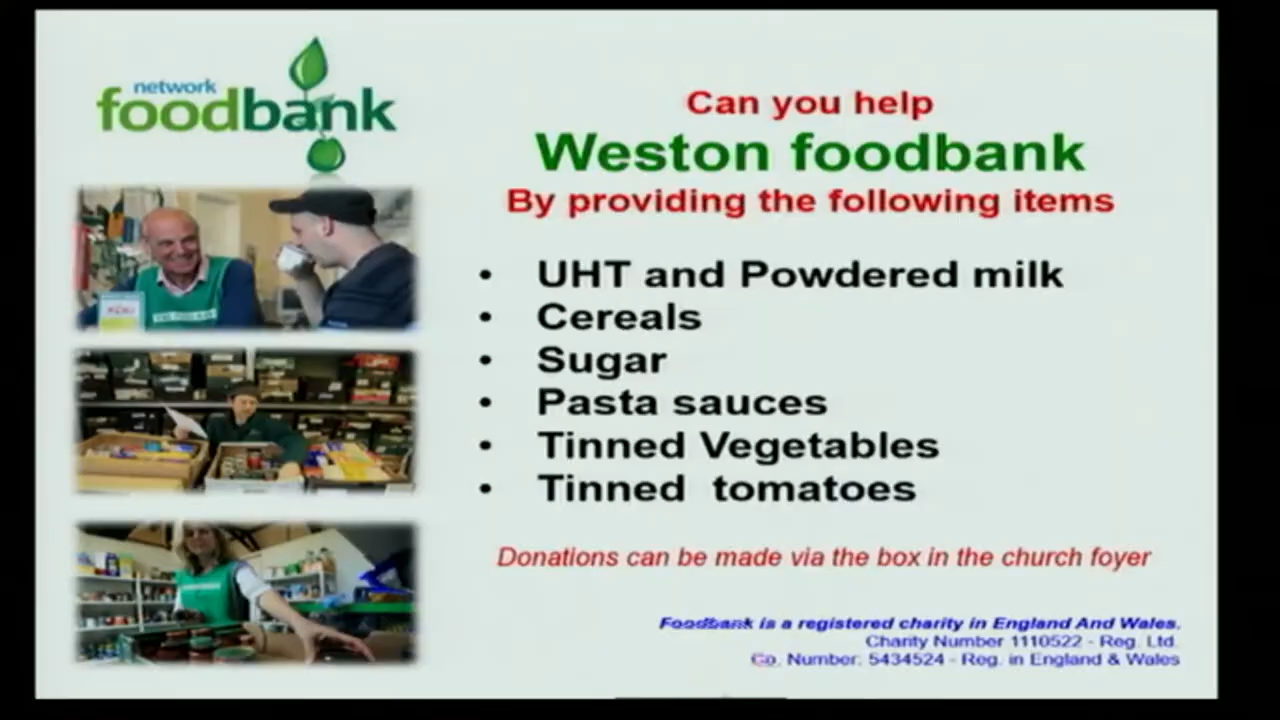 network
foodbank
Can you help
Weston foodbank
By providing the following items
• UHT and Powdered milk
• Cereals
• Sugar
• Pasta sauces
• Tinned Vegetables
• Tinned tomatoes
Donations can be made via the box in the church foyer
Foodbank is a registered charity in England And Wales.
Charity Number 1110522 - Reg. Ltd.
Co. Number: 5434524 - Reg. in England & Wales